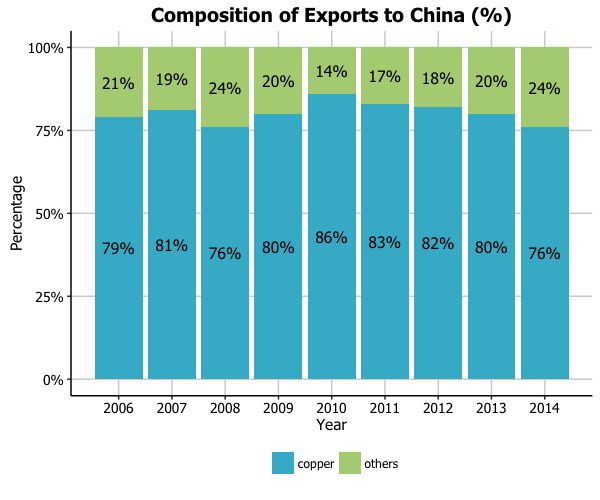 Composition of Exports to China (%)
100%
75%
50%
25%
0%
Percentage
21% 19% 24% 20% 14% 17% 18% 20% 24%
79% 81% 76% 80% 86% 83% 82% 80% 76%
2006 2007 2008 2009 2010 2011 2012 2013 2014
Year
copper others